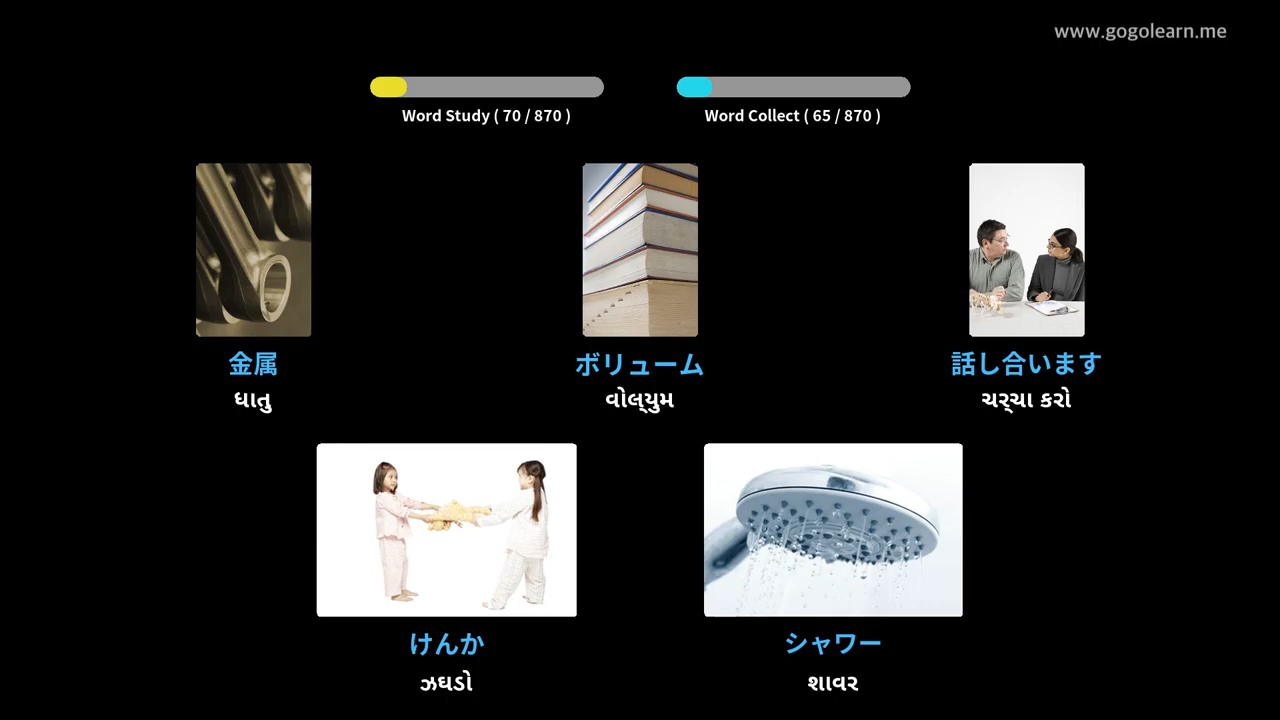 www.gogolearn.me
Word Study ( 70 / 870 )
Word Collect ( 65 / 870 )
金属
ボリューム
話し合います
ધાતુ
વોલ્યુમ
ચર્ચા કરો
けんか
シャワー
ઝઘડો
શાવર